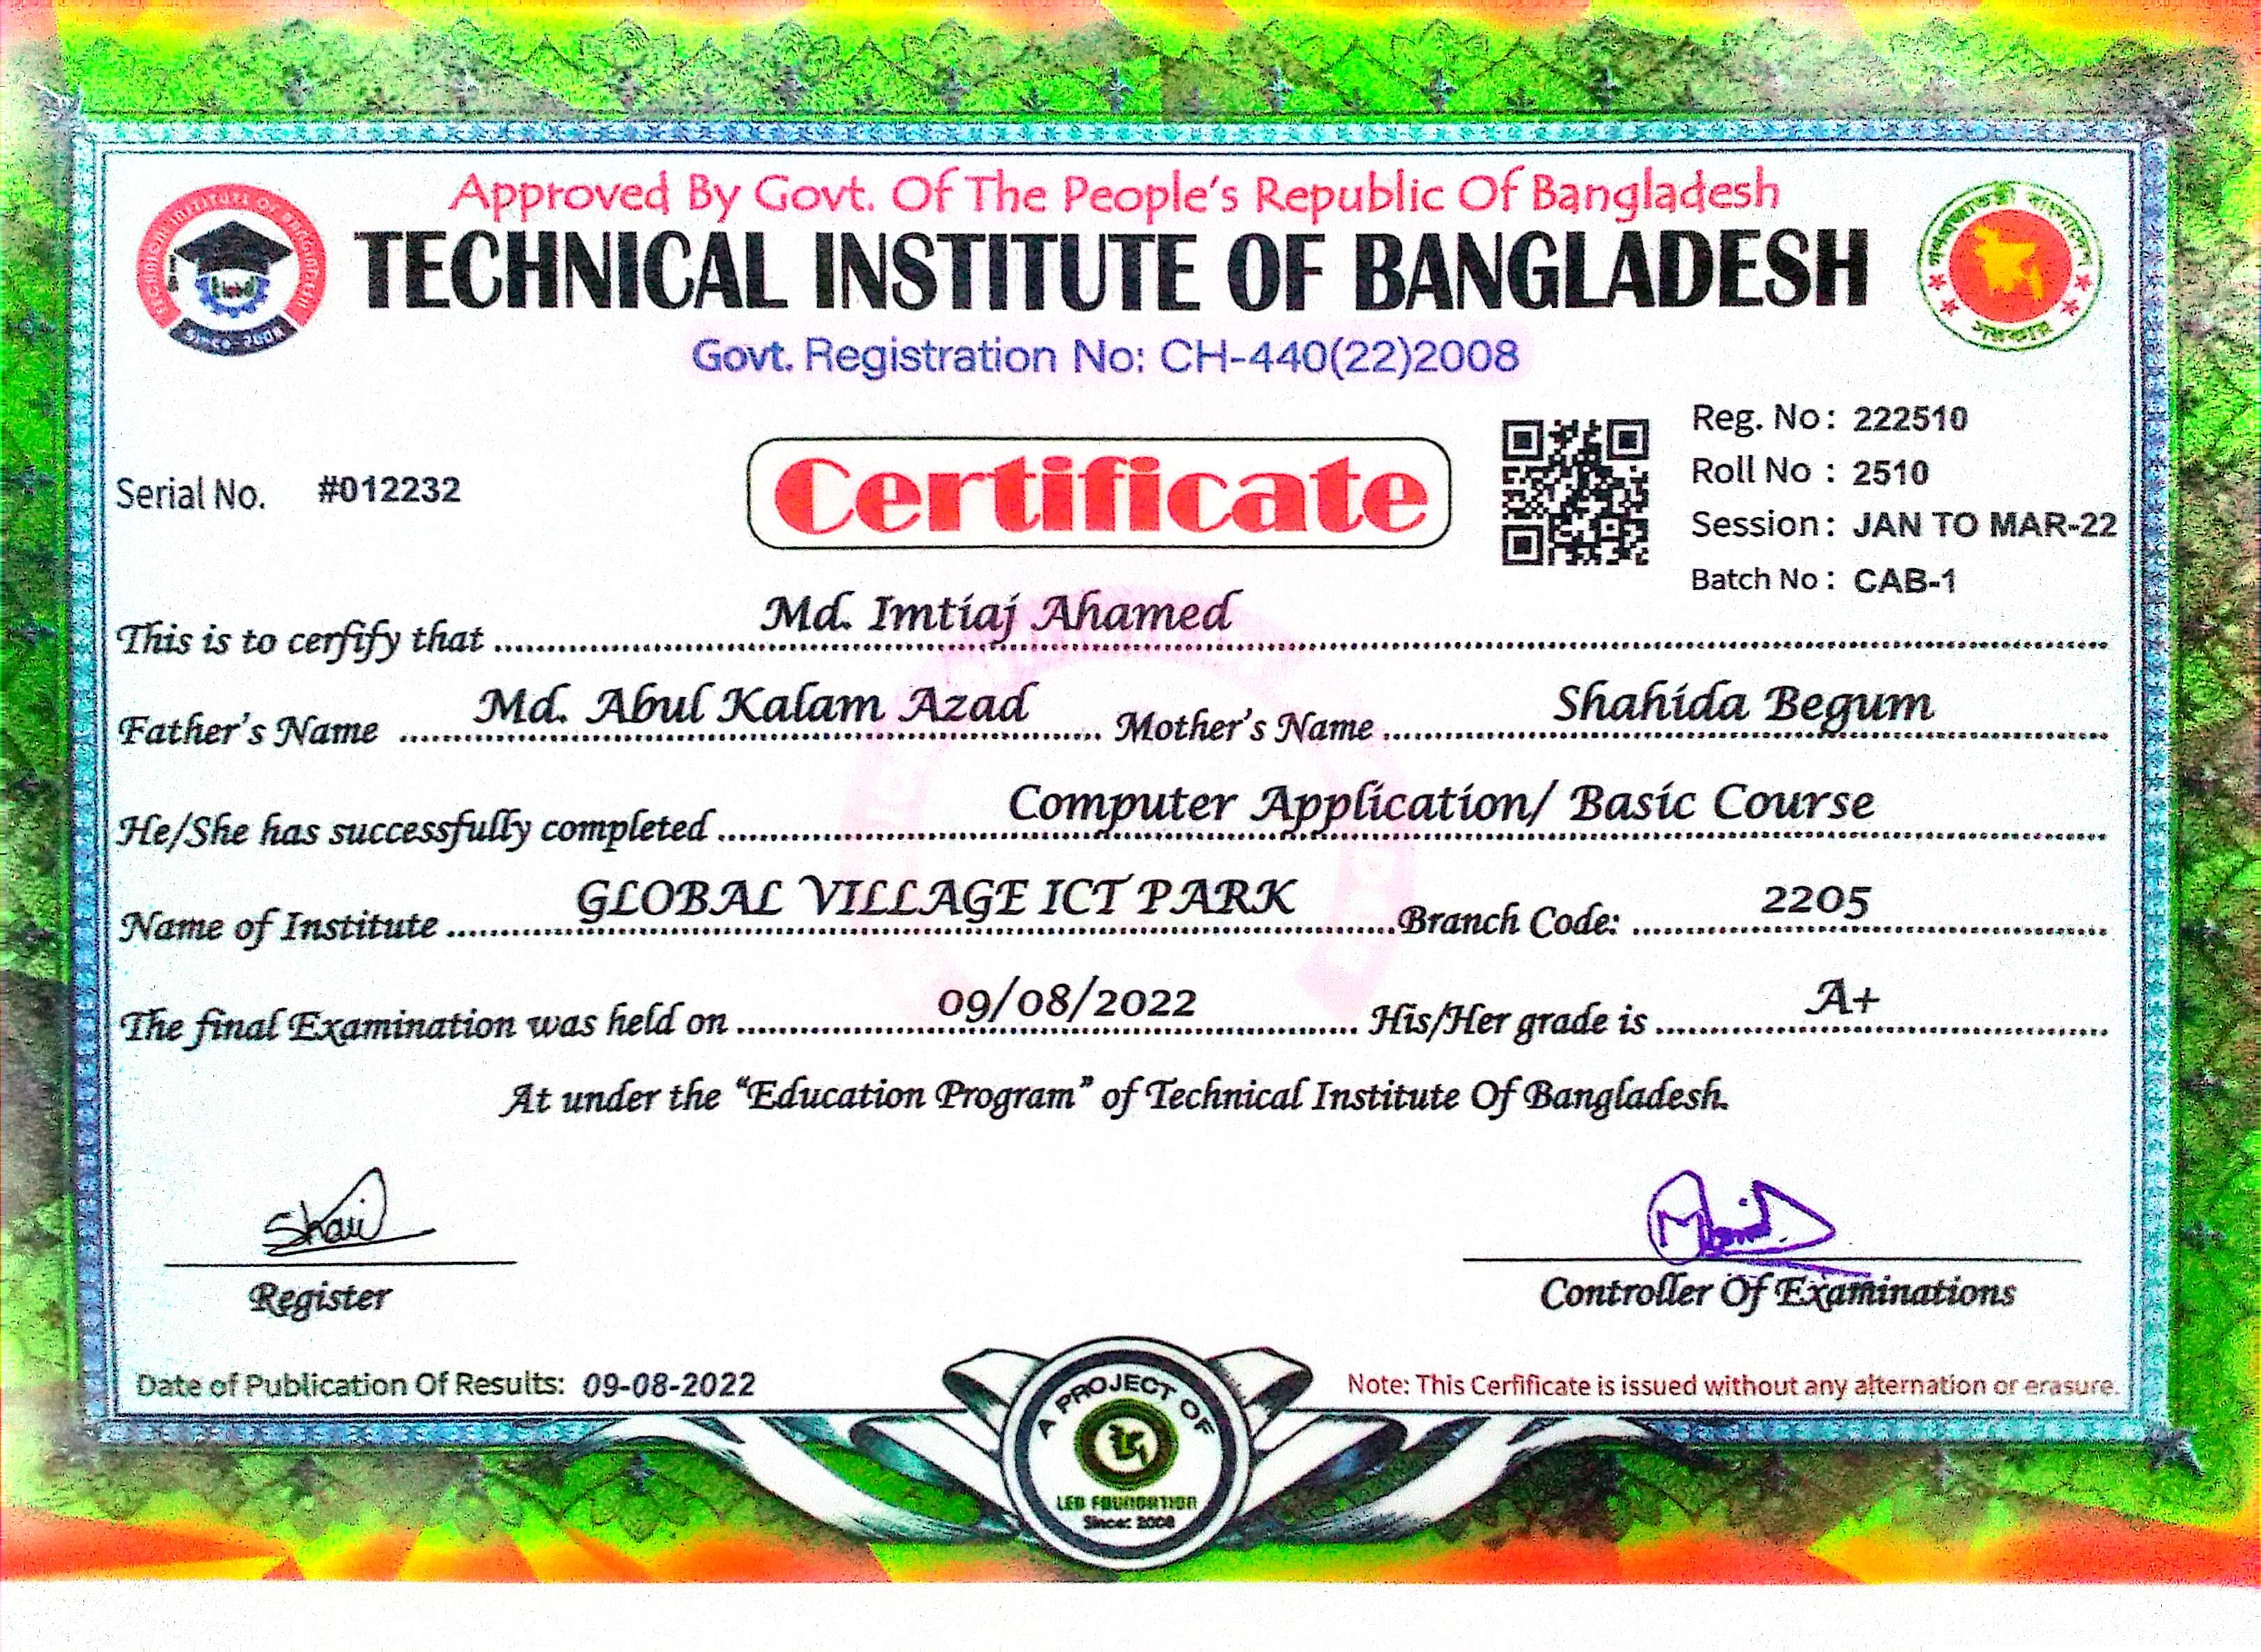 Approved By Govt. Of The People's Republic Of Bangladesh
TECHNICAL INSTITUTE OF BANGLADESH
Since-2008
সরকার
Govt. Registration No: CH-440(22)2008
Reg. No : 222510
Roll No : 2510
Session : JAN TO MAR-22
Batch No : CAB-1
Serial No. #012232
Certificate
This is to cerfify that Md. Imtiaj Ahamed
Father's Name Md. Abul Kalam Azad Mother's Name Shahida Begum
He/She has successfully completed Computer Application/ Basic Course
Name of Institute GLOBAL VILLAGE ICT PARK Branch Code: 2205
The final Examination was held on 09/08/2022 His/Her grade is A+
At under the “Education Program” of Technical Institute Of Bangladesh.
Register
Controller Of Examinations
Date of Publication Of Results: 09-08-2022
Note: This Cerfificate is issued without any alternation or erasure.
A PROJECT OF
LED FOUNDATION
Since: 2008